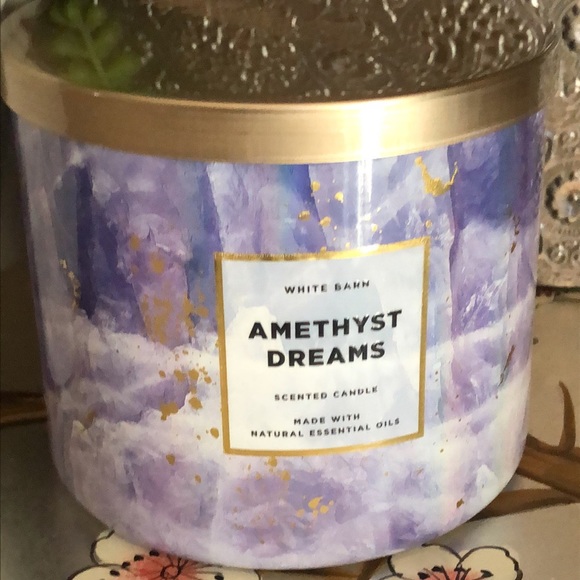 WHITE BARN
AMETHYST
DREAMS
SCENTED CANDLE
MADE WITH
NATURAL ESSENTIAL OILS